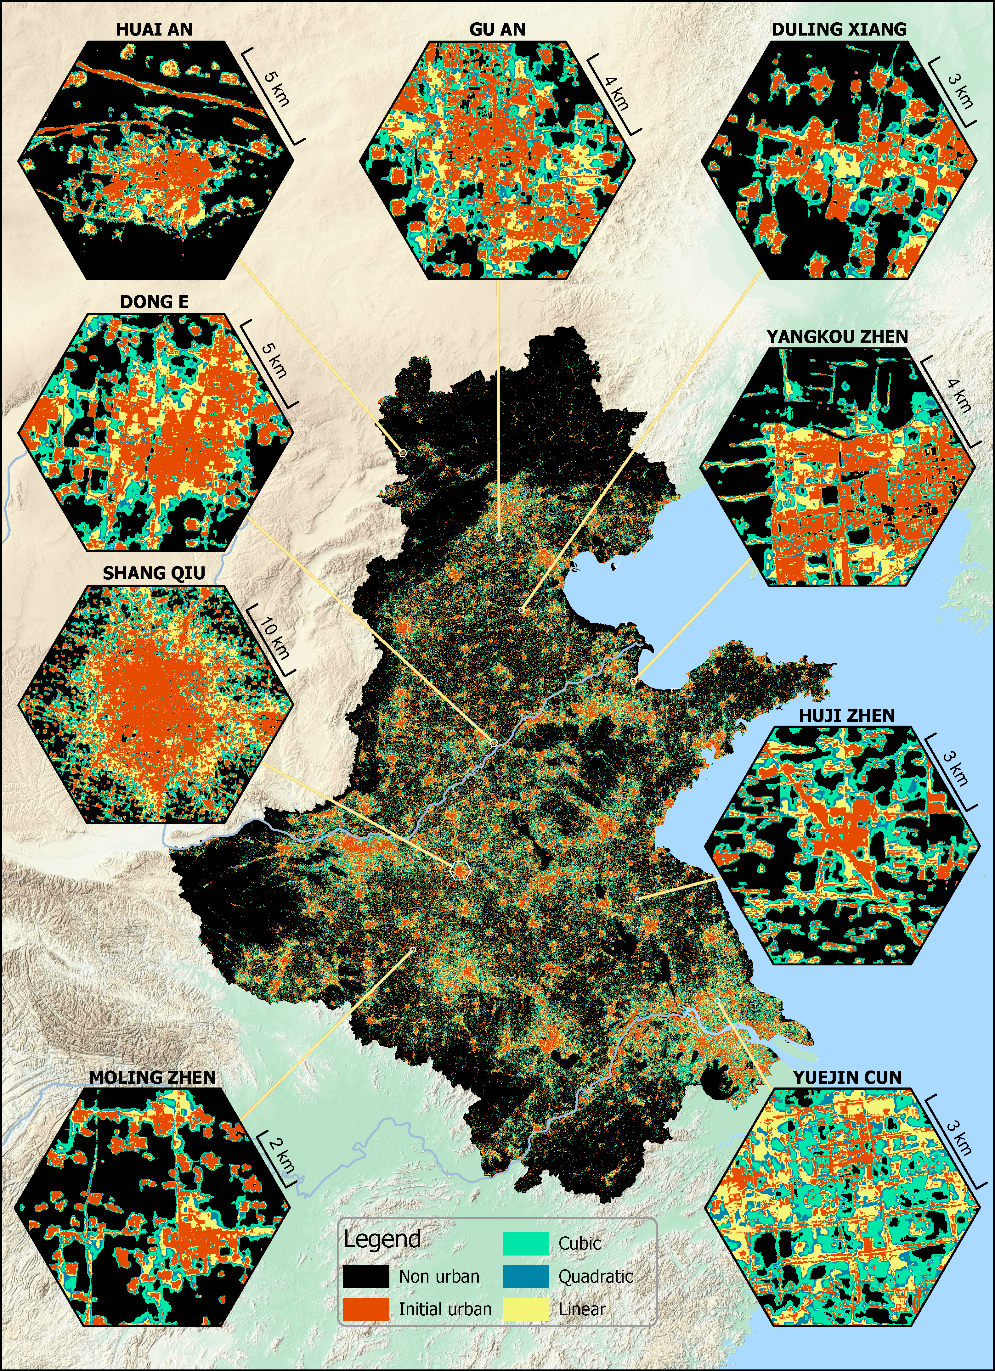 HUAI AN
GU AN
DULING XIANG
5 km
4 km
3 km
DONG E
5 km
YANGKOU ZHEN
4 km
SHANG QIU
10 km
HUJI ZHEN
3 km
MOLING ZHEN
2 km
YUEJIN CUN
3 km
Legend
Non urban
Initial urban
Cubic
Quadratic
Linear